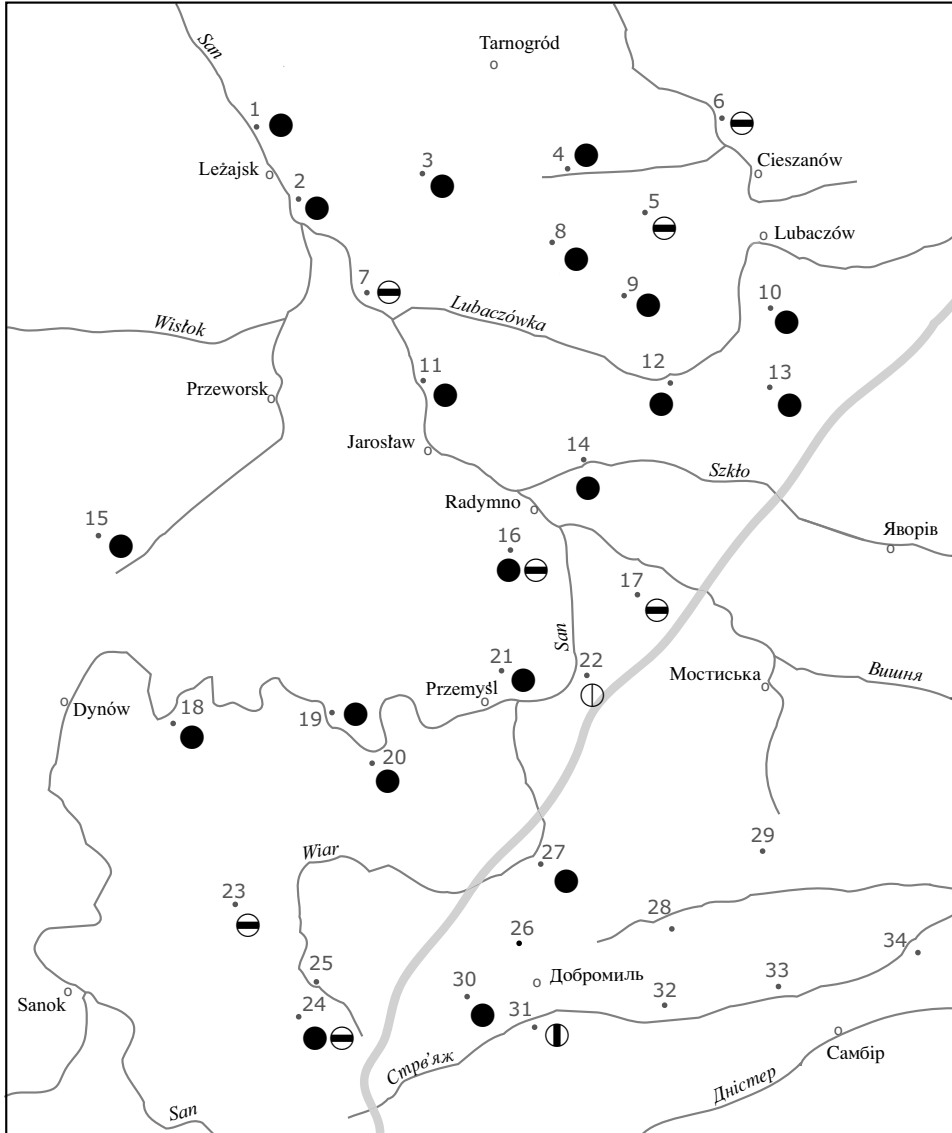 San
Tarnogród
1
6
Leżajsk
3
4
Cieszanów
2
5
8
Lubaczów
7
9
10
Wisłok
Lubaczówka
11
12
13
Przeworsk
Jarosław
14
Szkło
Radymno
15
Яворів
16
17
San
21
22
Przemyśl
Мостиська
Вишня
Dynów
18
19
20
Wiar
27
29
23
28
26
34
25
Добромиль
33
Sanok
24
30
31
32
Самбір
Стрв'яж
Дністер
San